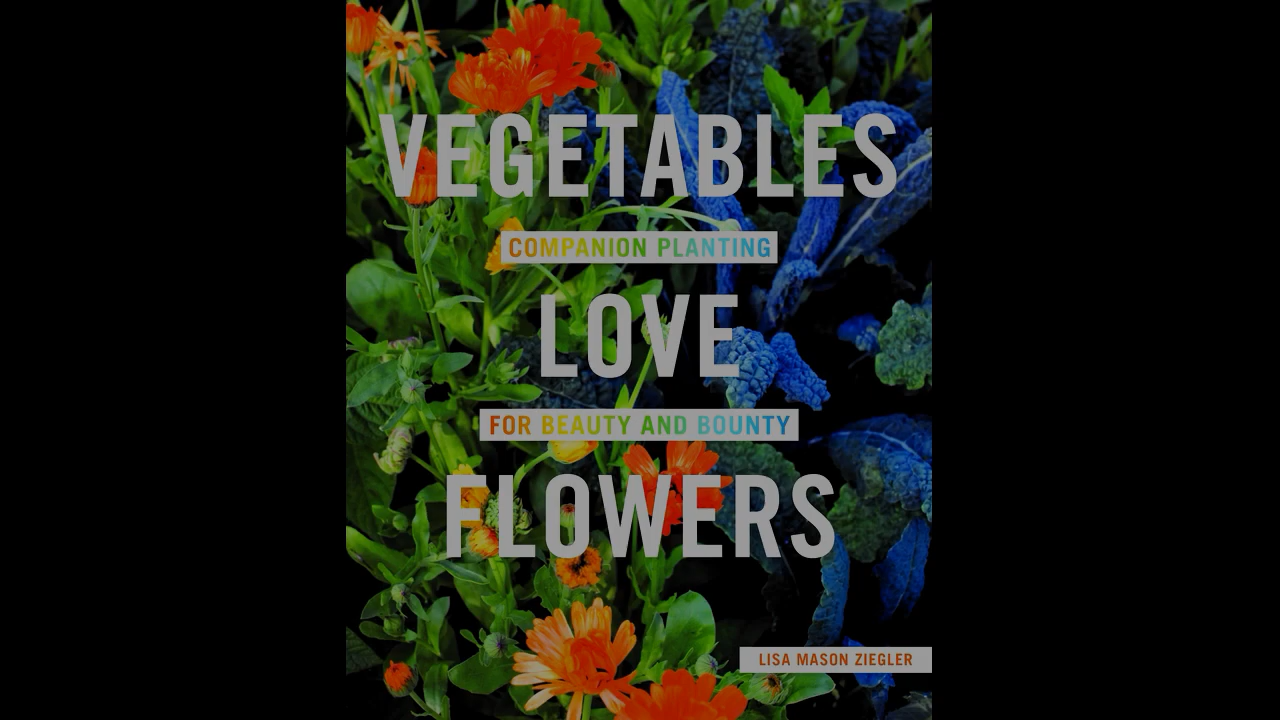 VEGETABLES
COMPANION PLANTING
LOVE
FOR BEAUTY AND BOUNTY
FLOWERS
LISA MASON ZIEGLER